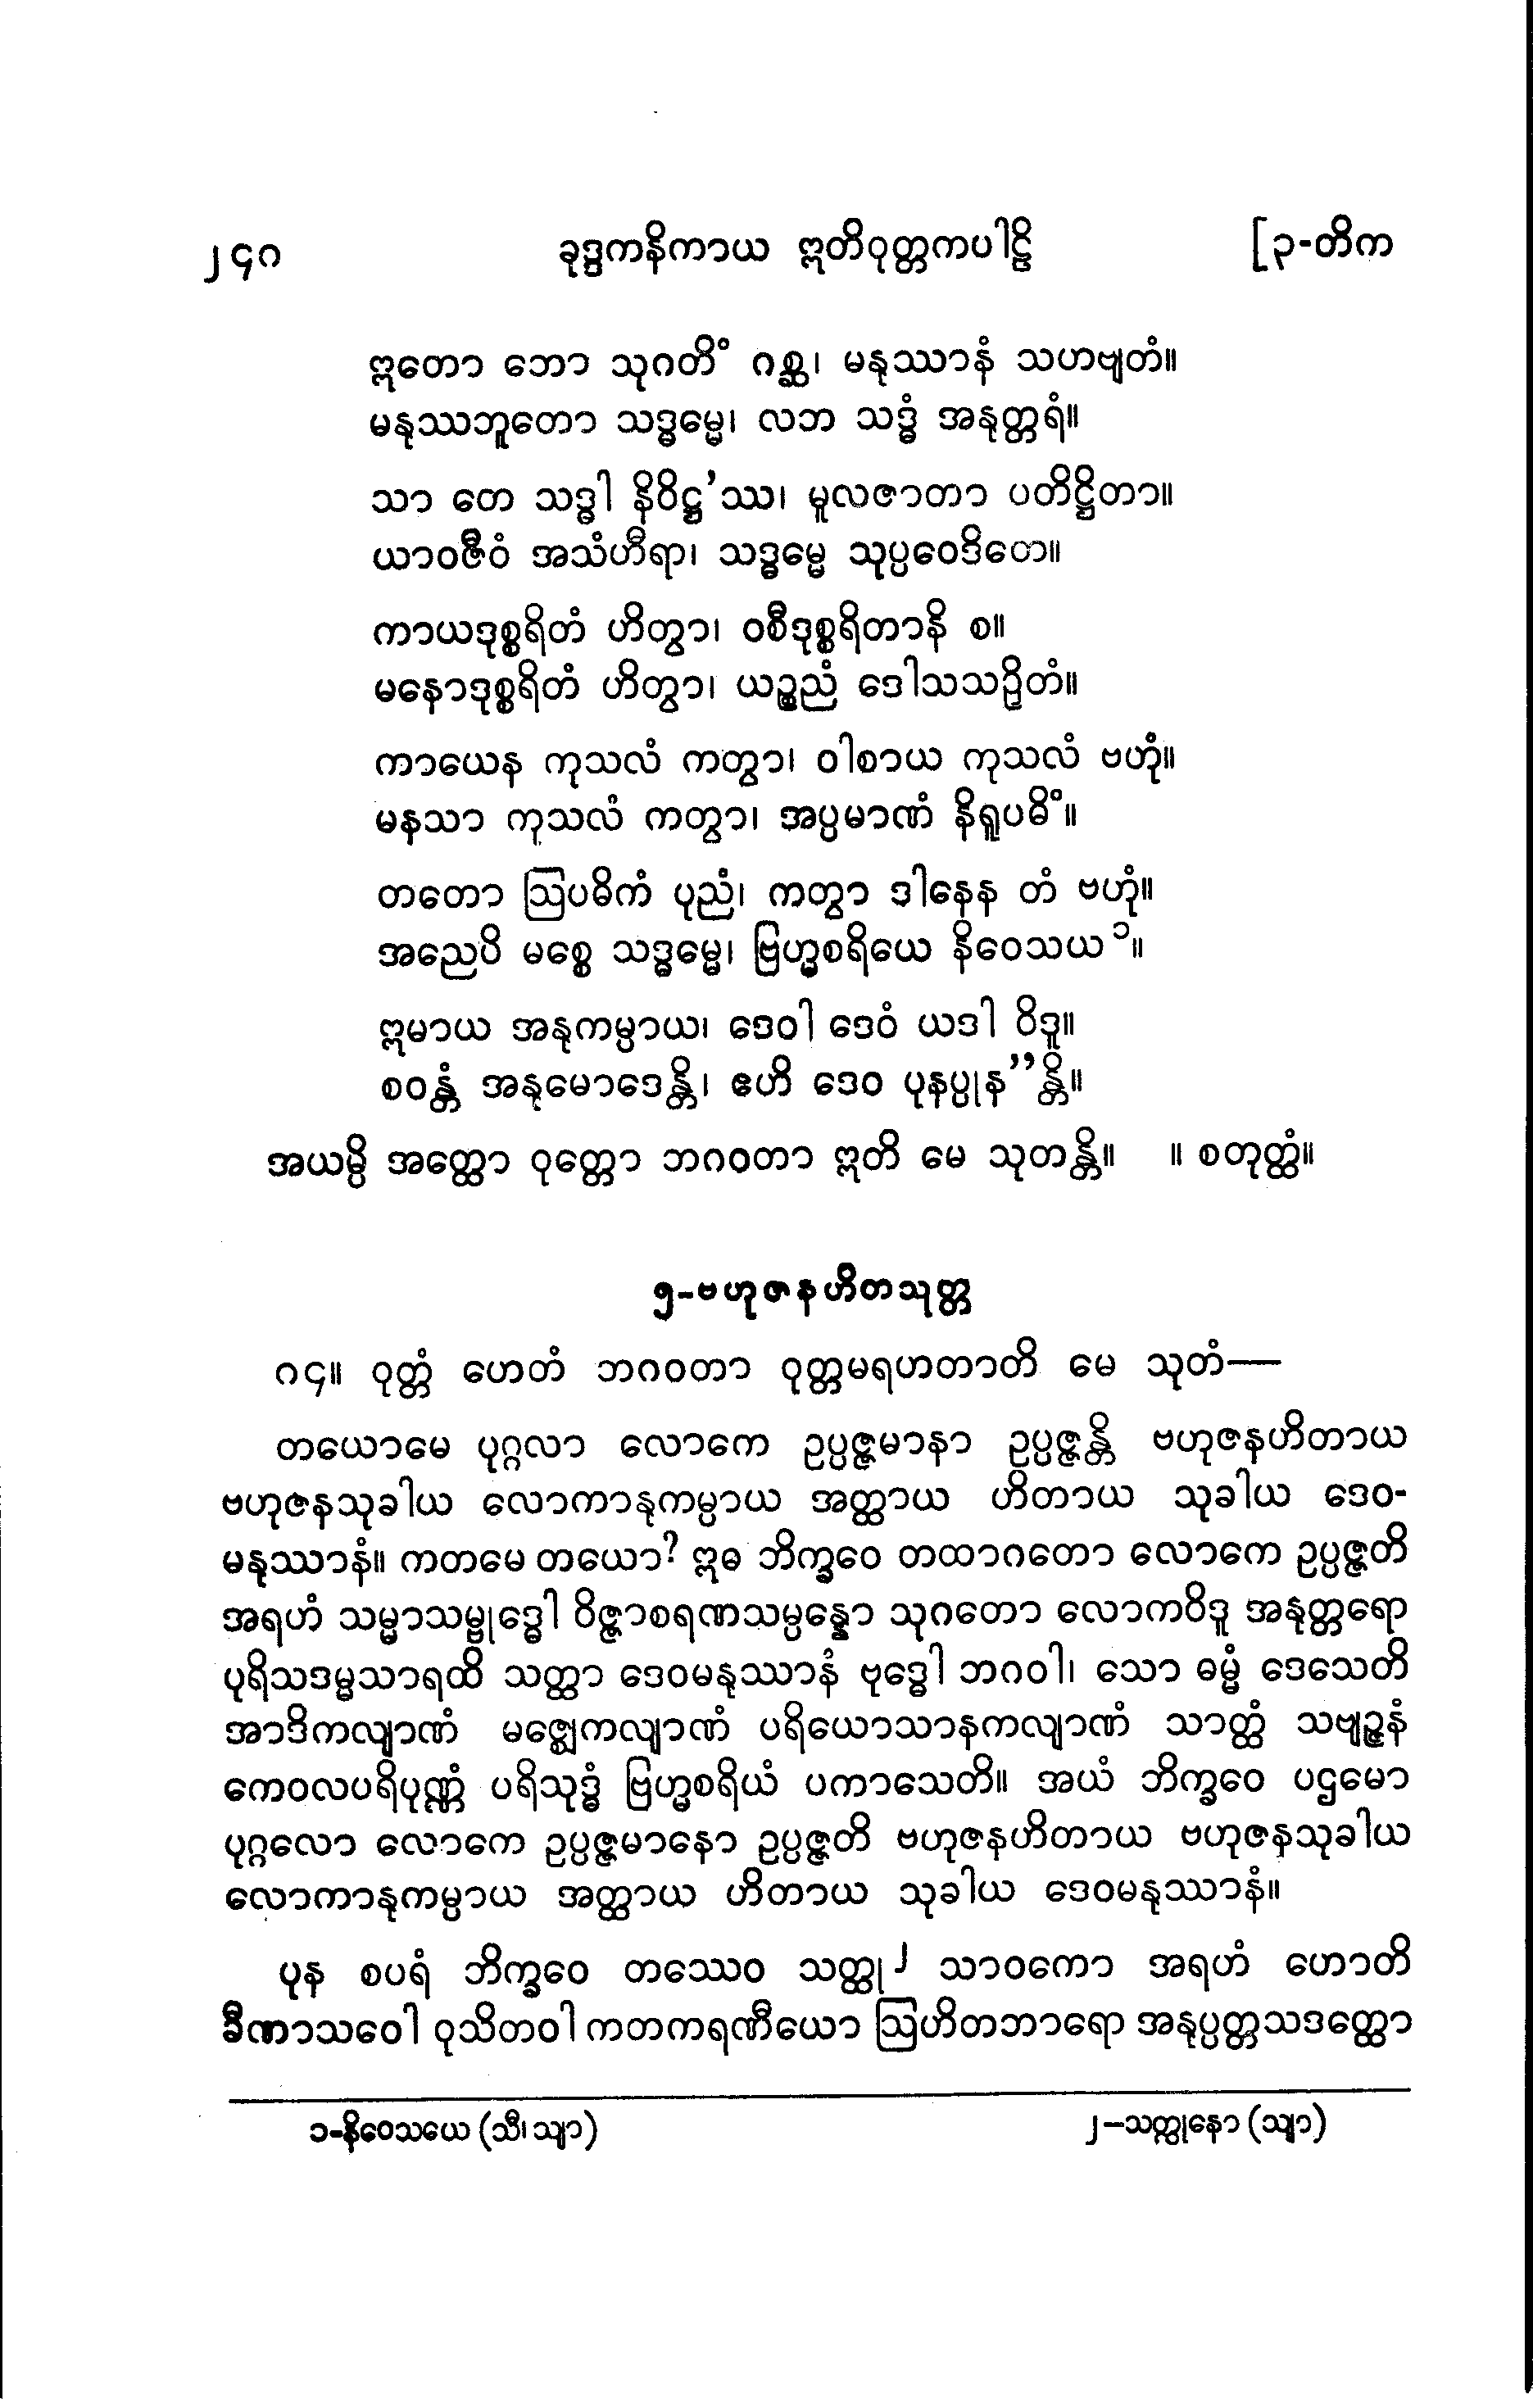 ၂၄၈ ခုဒ္ဒကနိကာယ ဣတိဝုတ္တကပါဠိ [၃-တိက
ဣတော ဘော သုဂတိံ ဂစ္ဆ၊ မနုဿာနံ သဟဗျတံ။
မနုဿဘူတော သဒ္ဓမ္မေ၊ လဘ သဒ္ဓံ အနုတ္တရံ။
သာ တေ သဒ္ဓါ နိဝိဋ္ဌ’ဿ၊ မူလဇာတာ ပတိဋ္ဌိတာ။
ယာဝဇီဝံ အသံဟီရာ၊ သဒ္ဓမ္မေ သုပ္ပဝေဒိတေ။
ကာယဒုစ္စရိတံ ဟိတွာ၊ ဝစီဒုစ္စရိတာနိ စ။
မနောဒုစ္စရိတံ ဟိတွာ၊ ယဉ္စညံ ဒေါသသဉှိတံ။
ကာယေန ကုသလံ ကတွာ၊ ဝါစာယ ကုသလံ ဗဟုံ။
မနသာ ကုသလံ ကတွာ၊ အပ္ပမာဏံ နိရူပဓိံ။
တတော ဩပဓိကံ ပုညံ၊ ကတွာ ဒါနေန တံ ဗဟုံ။
အညေပိ မစ္စေ သဒ္ဓမ္မေ၊ ဗြဟ္မစရိယေ နိဝေသယ ၁။
ဣမာယ အနုကမ္ပာယ၊ ဒေဝါ ဒေဝံ ယဒါ ဝိဒူ။
စဝန္တံ အနုမောဒေန္တိ၊ ဧဟိ ဒေဝ ပုနပ္ပုန”န္တိ။
အယမ္ပိ အတ္ထော ဝုတ္တော ဘဂဝတာ ဣတိ မေ သုတန္တိ။ ။ စတုတ္ထံ။
၅-ဗဟုဇနဟိတသုတ္တ
၈၄။ ဝုတ္တံ ဟေတံ ဘဂဝတာ ဝုတ္တမရဟတာတိ မေ သုတံ—
တယောမေ ပုဂ္ဂလာ လောကေ ဥပ္ပဇ္ဇမာနာ ဥပ္ပဇ္ဇန္တိ ဗဟုဇနဟိတာယ
ဗဟုဇနသုခါယ လောကာနုကမ္ပာယ အတ္ထာယ ဟိတာယ သုခါယ ဒေဝ-
မနုဿာနံ။ ကတမေ တယော? ဣဓ ဘိက္ခဝေ တထာဂတော လောကေ ဥပ္ပဇ္ဇတိ
အရဟံ သမ္မာသမ္ဗုဒ္ဓေါ ဝိဇ္ဇာစရဏသမ္ပန္နော သုဂတော လောကဝိဒူ အနုတ္တရော
ပုရိသဒမ္မသာရထိ သတ္ထာ ဒေဝမနုဿာနံ ဗုဒ္ဓေါ ဘဂဝါ၊ သော ဓမ္မံ ဒေသေတိ
အာဒိကလျာဏံ မဇ္ဈေကလျာဏံ ပရိယောသာနကလျာဏံ သာတ္ထံ သဗျဉ္ဇနံ
ကေဝလပရိပုဏ္ဏံ ပရိသုဒ္ဓံ ဗြဟ္မစရိယံ ပကာသေတိ။ အယံ ဘိက္ခဝေ ပဌမော
ပုဂ္ဂလော လောကေ ဥပ္ပဇ္ဇမာနော ဥပ္ပဇ္ဇတိ ဗဟုဇနဟိတာယ ဗဟုဇနသုခါယ
လောကာနုကမ္ပာယ အတ္ထာယ ဟိတာယ သုခါယ ဒေဝမနုဿာနံ။
ပုန စပရံ ဘိက္ခဝေ တဿေဝ သတ္ထု ၂ သာဝကော အရဟံ ဟောတိ
ခီဏာသဝေါ ဝုသိတဝါ ကတကရဏီယော ဩဟိတဘာရော အနုပ္ပတ္တသဒတ္ထော
၁-နိဝေသယေ (သီ၊ သျာ) ၂-သတ္ထုနော (သျာ)